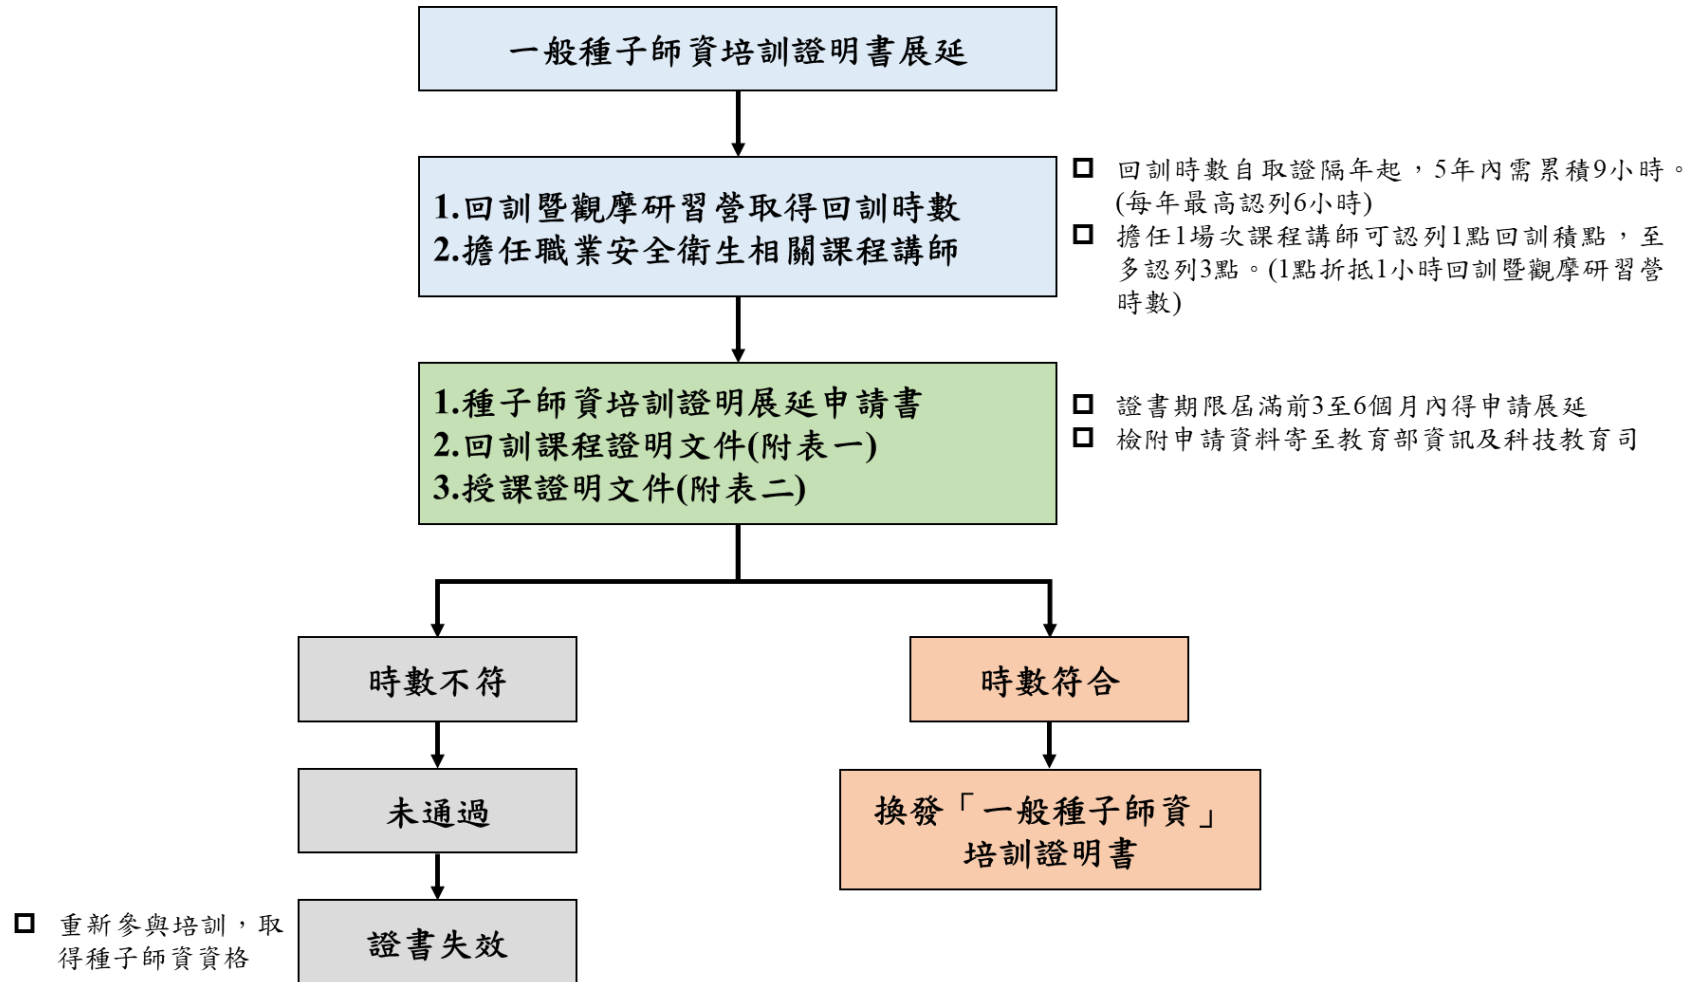 一般種子師資培訓證明書展延
1.回訓暨觀摩研習營取得回訓時數
2.擔任職業安全衛生相關課程講師
回訓時數自取證隔年起，5年內需累積9小時。
(每年最高認列6小時)
擔任1場次課程講師可認列1點回訓積點，至
多認列3點。(1點折抵1小時回訓暨觀摩研習營
時數)
1.種子師資培訓證明展延申請書
2.回訓課程證明文件(附表一)
3.授課證明文件(附表二)
證書期限屆滿前3至6個月內得申請展延
檢附申請資料寄至教育部資訊及科技教育司
時數不符
時數符合
未通過
換發「一般種子師資」
培訓證明書
重新參與培訓，取
得種子師資資格
證書失效